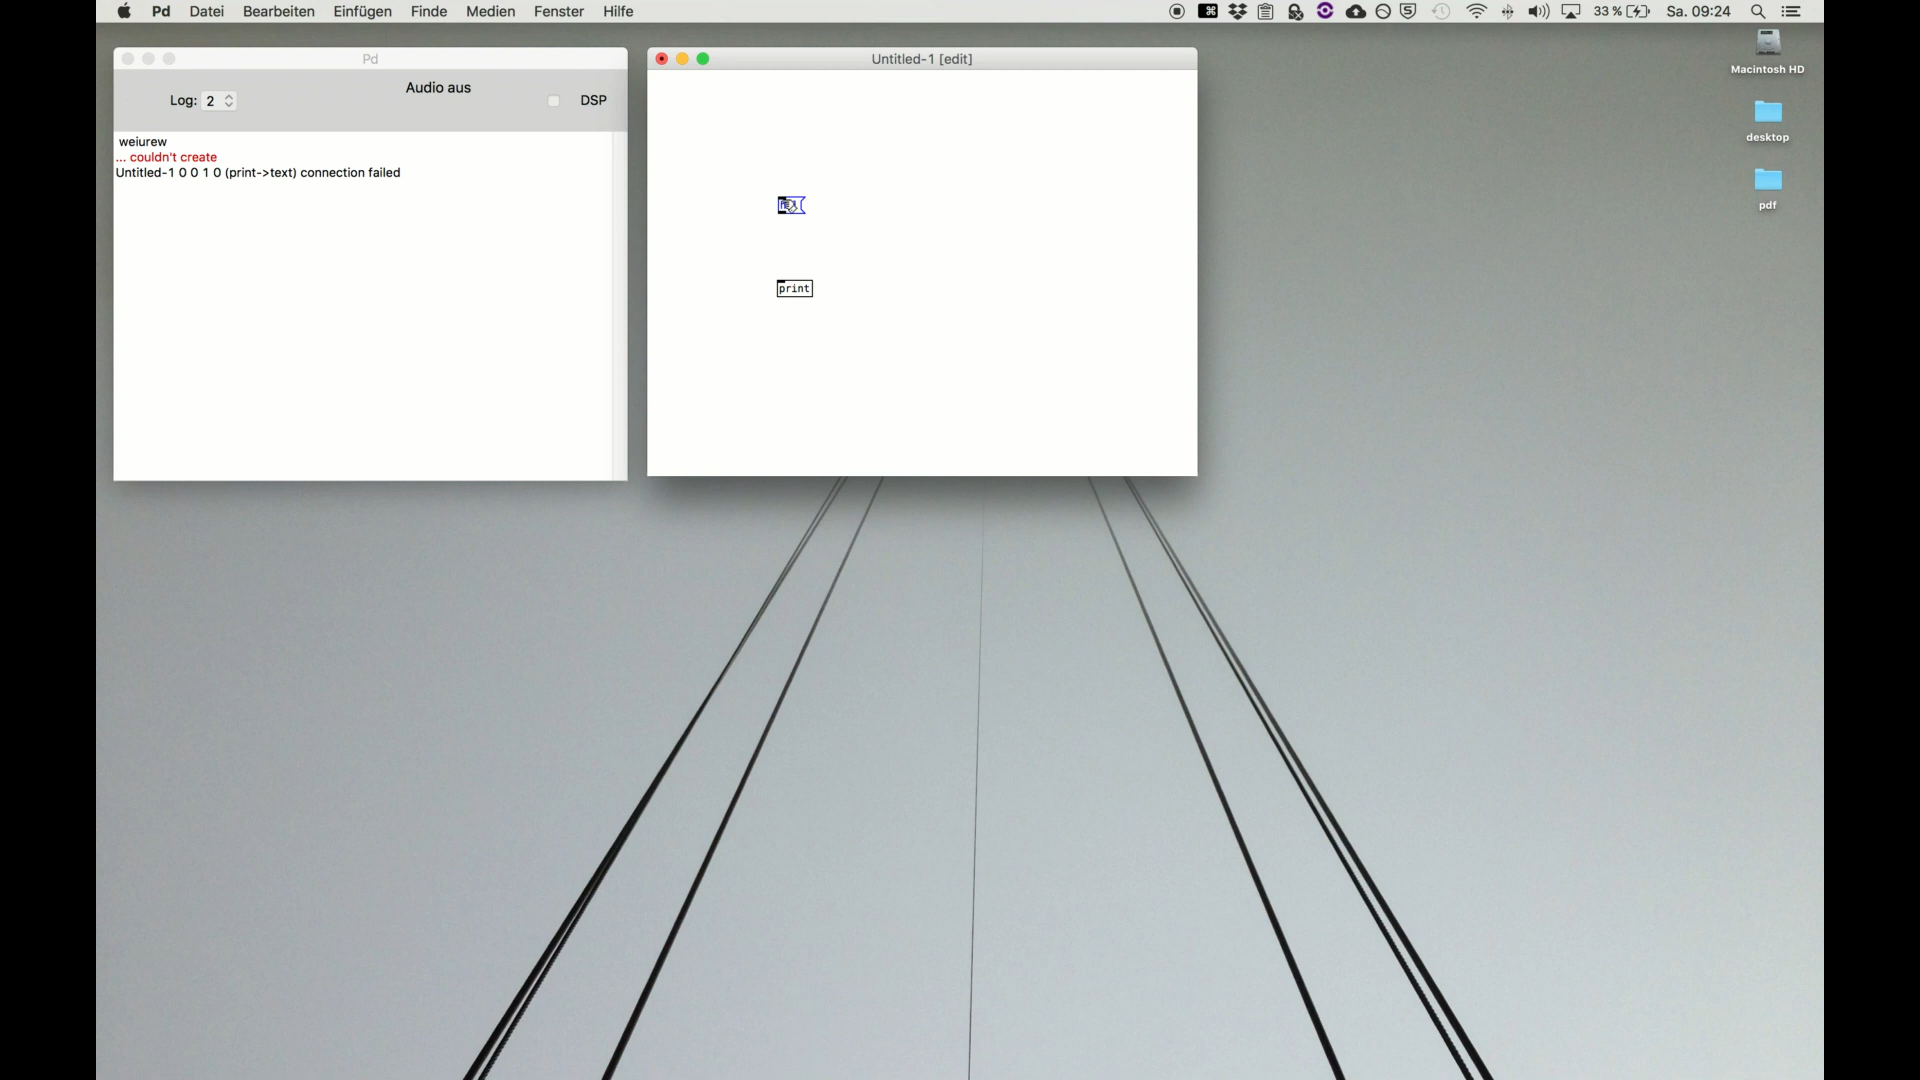 Pd Datei Bearbeiten Einfügen Finde Medien Fenster Hilfe 33 % Sa. 09:24
Pd
Audio aus
Log: 2
DSP
weiurew
... couldn't create
Untitled-1 0 0 1 0 (print->text) connection failed
Untitled-1 [edit]
print
Macintosh HD
desktop
pdf